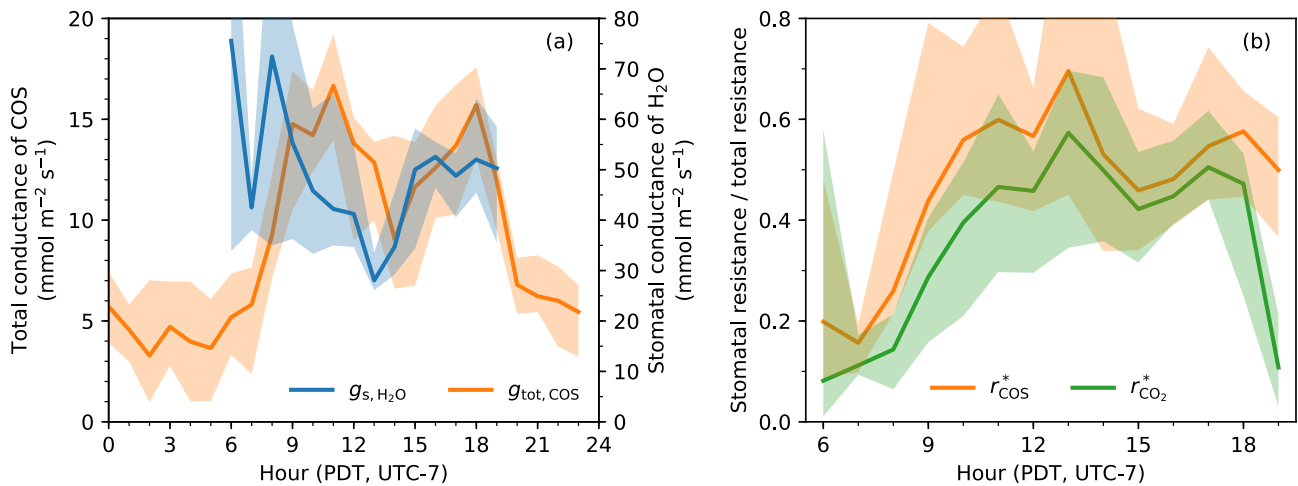 (a)
Total conductance of COS
(mmol m⁻² s⁻¹)
20
15
10
5
0
80
70
60
50
40
30
20
10
0
Stomatal conductance of H₂O
(mmol m⁻² s⁻¹)
g_s, H₂O
g_tot, COS
0 3 6 9 12 15 18 21 24
Hour (PDT, UTC-7)
(b)
Stomatal resistance / total resistance
0.8
0.6
0.4
0.2
0.0
r*_COS
r*_CO₂
6 9 12 15 18
Hour (PDT, UTC-7)